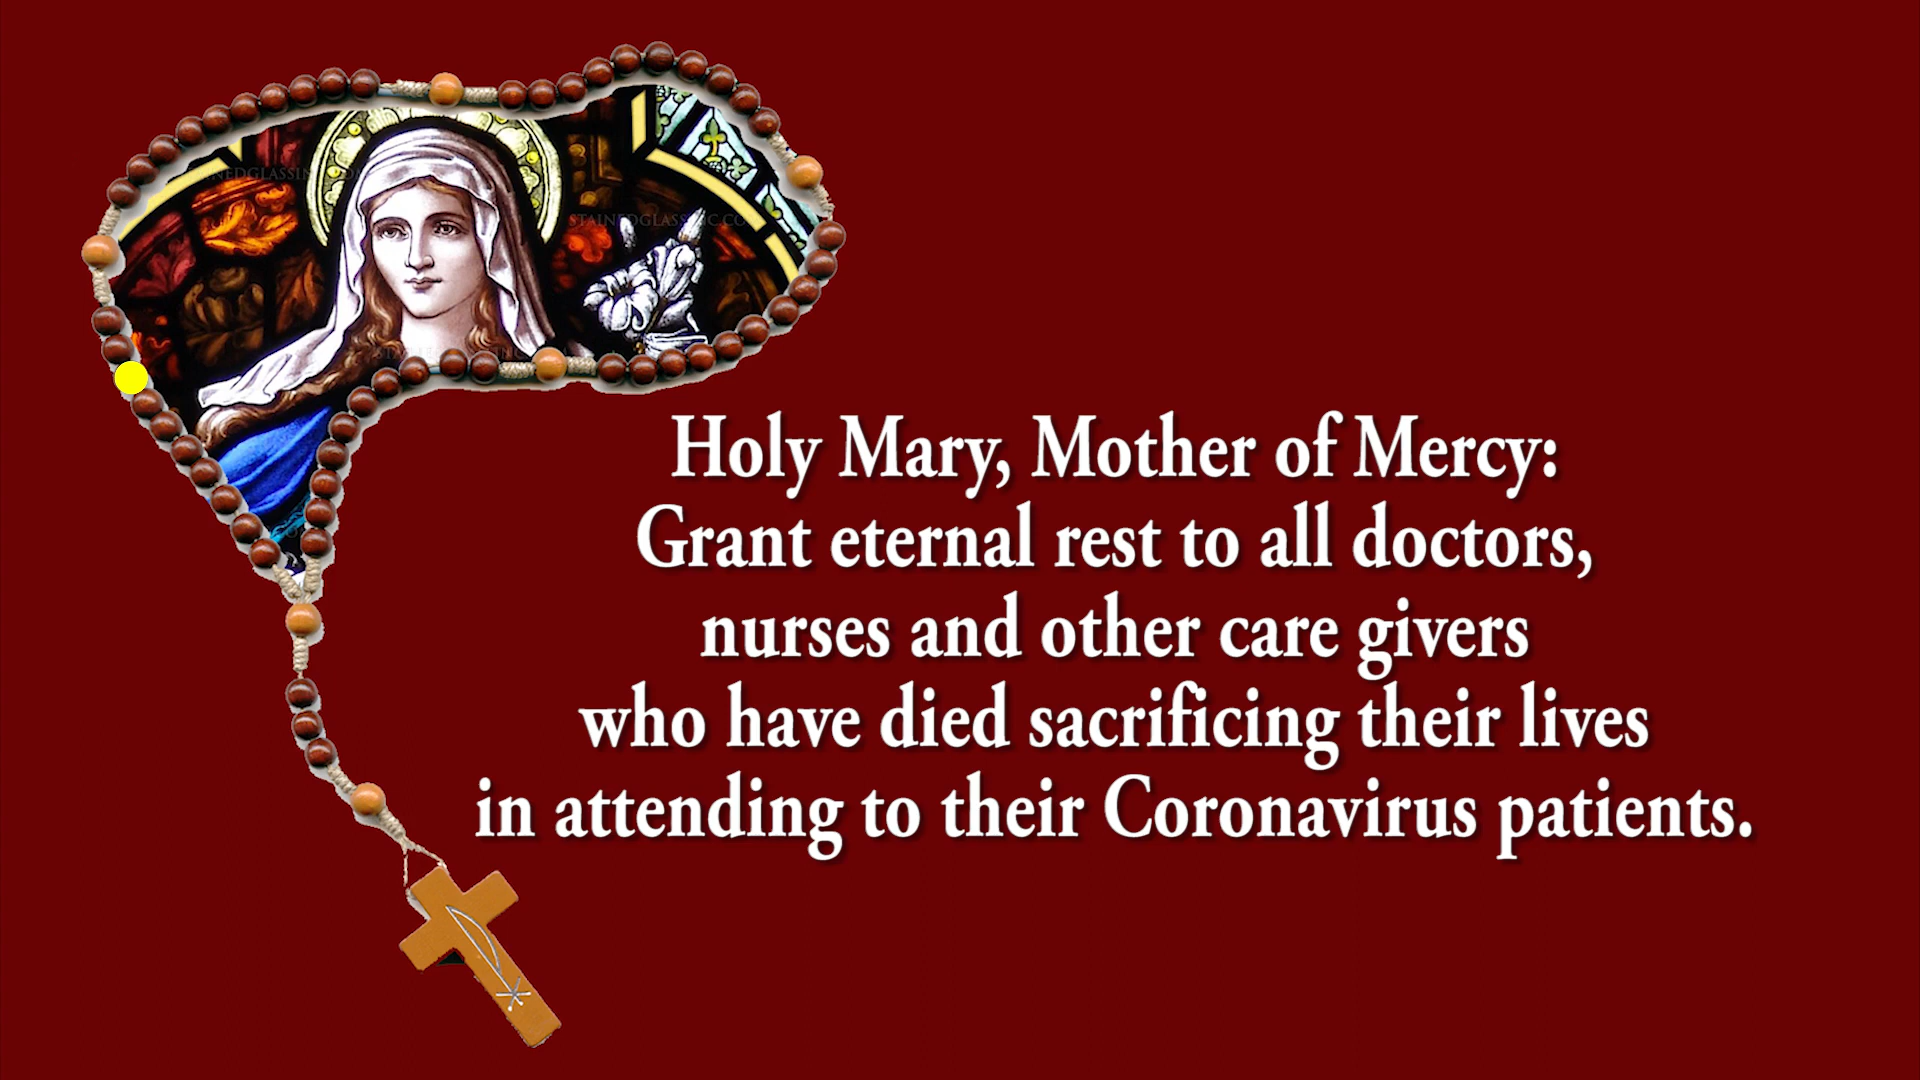 Holy Mary, Mother of Mercy:
Grant eternal rest to all doctors,
nurses and other care givers
who have died sacrificing their lives
in attending to their Coronavirus patients.